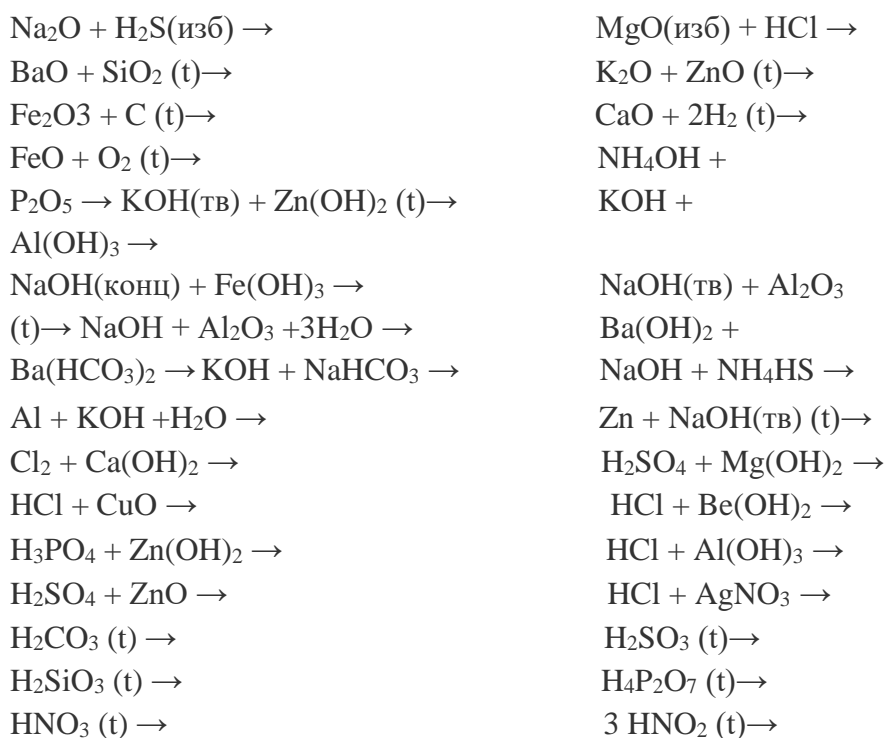 Na₂O + H₂S(изб) → MgO(изб) + HCl →
BaO + SiO₂ (t)→ K₂O + ZnO (t)→
Fe₂O3 + C (t)→ CaO + 2H₂ (t)→
FeO + O₂ (t)→ NH₄OH +
P₂O₅ → KOH(тв) + Zn(OH)₂ (t)→ KOH +
Al(OH)₃ →
NaOH(конц) + Fe(OH)₃ → NaOH(тв) + Al₂O₃
(t)→ NaOH + Al₂O₃ +3H₂O → Ba(OH)₂ +
Ba(HCO₃)₂ → KOH + NaHCO₃ → NaOH + NH₄HS →
Al + KOH +H₂O → Zn + NaOH(тв) (t)→
Cl₂ + Ca(OH)₂ → H₂SO₄ + Mg(OH)₂ →
HCl + CuO → HCl + Be(OH)₂ →
H₃PO₄ + Zn(OH)₂ → HCl + Al(OH)₃ →
H₂SO₄ + ZnO → HCl + AgNO₃ →
H₂CO₃ (t) → H₂SO₃ (t)→
H₂SiO₃ (t) → H₄P₂O₇ (t)→
HNO₃ (t) → 3 HNO₂ (t)→